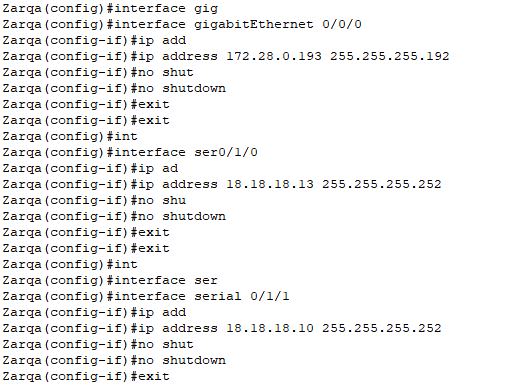 Zarqa(config)#interface gig
Zarqa(config)#interface gigabitEthernet 0/0/0
Zarqa(config-if)#ip add
Zarqa(config-if)#ip address 172.28.0.193 255.255.255.192
Zarqa(config-if)#no shut
Zarqa(config-if)#no shutdown
Zarqa(config-if)#exit
Zarqa(config-if)#exit
Zarqa(config)#int
Zarqa(config)#interface ser0/1/0
Zarqa(config-if)#ip ad
Zarqa(config-if)#ip address 18.18.18.13 255.255.255.252
Zarqa(config-if)#no shu
Zarqa(config-if)#no shutdown
Zarqa(config-if)#exit
Zarqa(config-if)#exit
Zarqa(config)#int
Zarqa(config)#interface ser
Zarqa(config)#interface serial 0/1/1
Zarqa(config-if)#ip add
Zarqa(config-if)#ip address 18.18.18.10 255.255.255.252
Zarqa(config-if)#no shut
Zarqa(config-if)#no shutdown
Zarqa(config-if)#exit